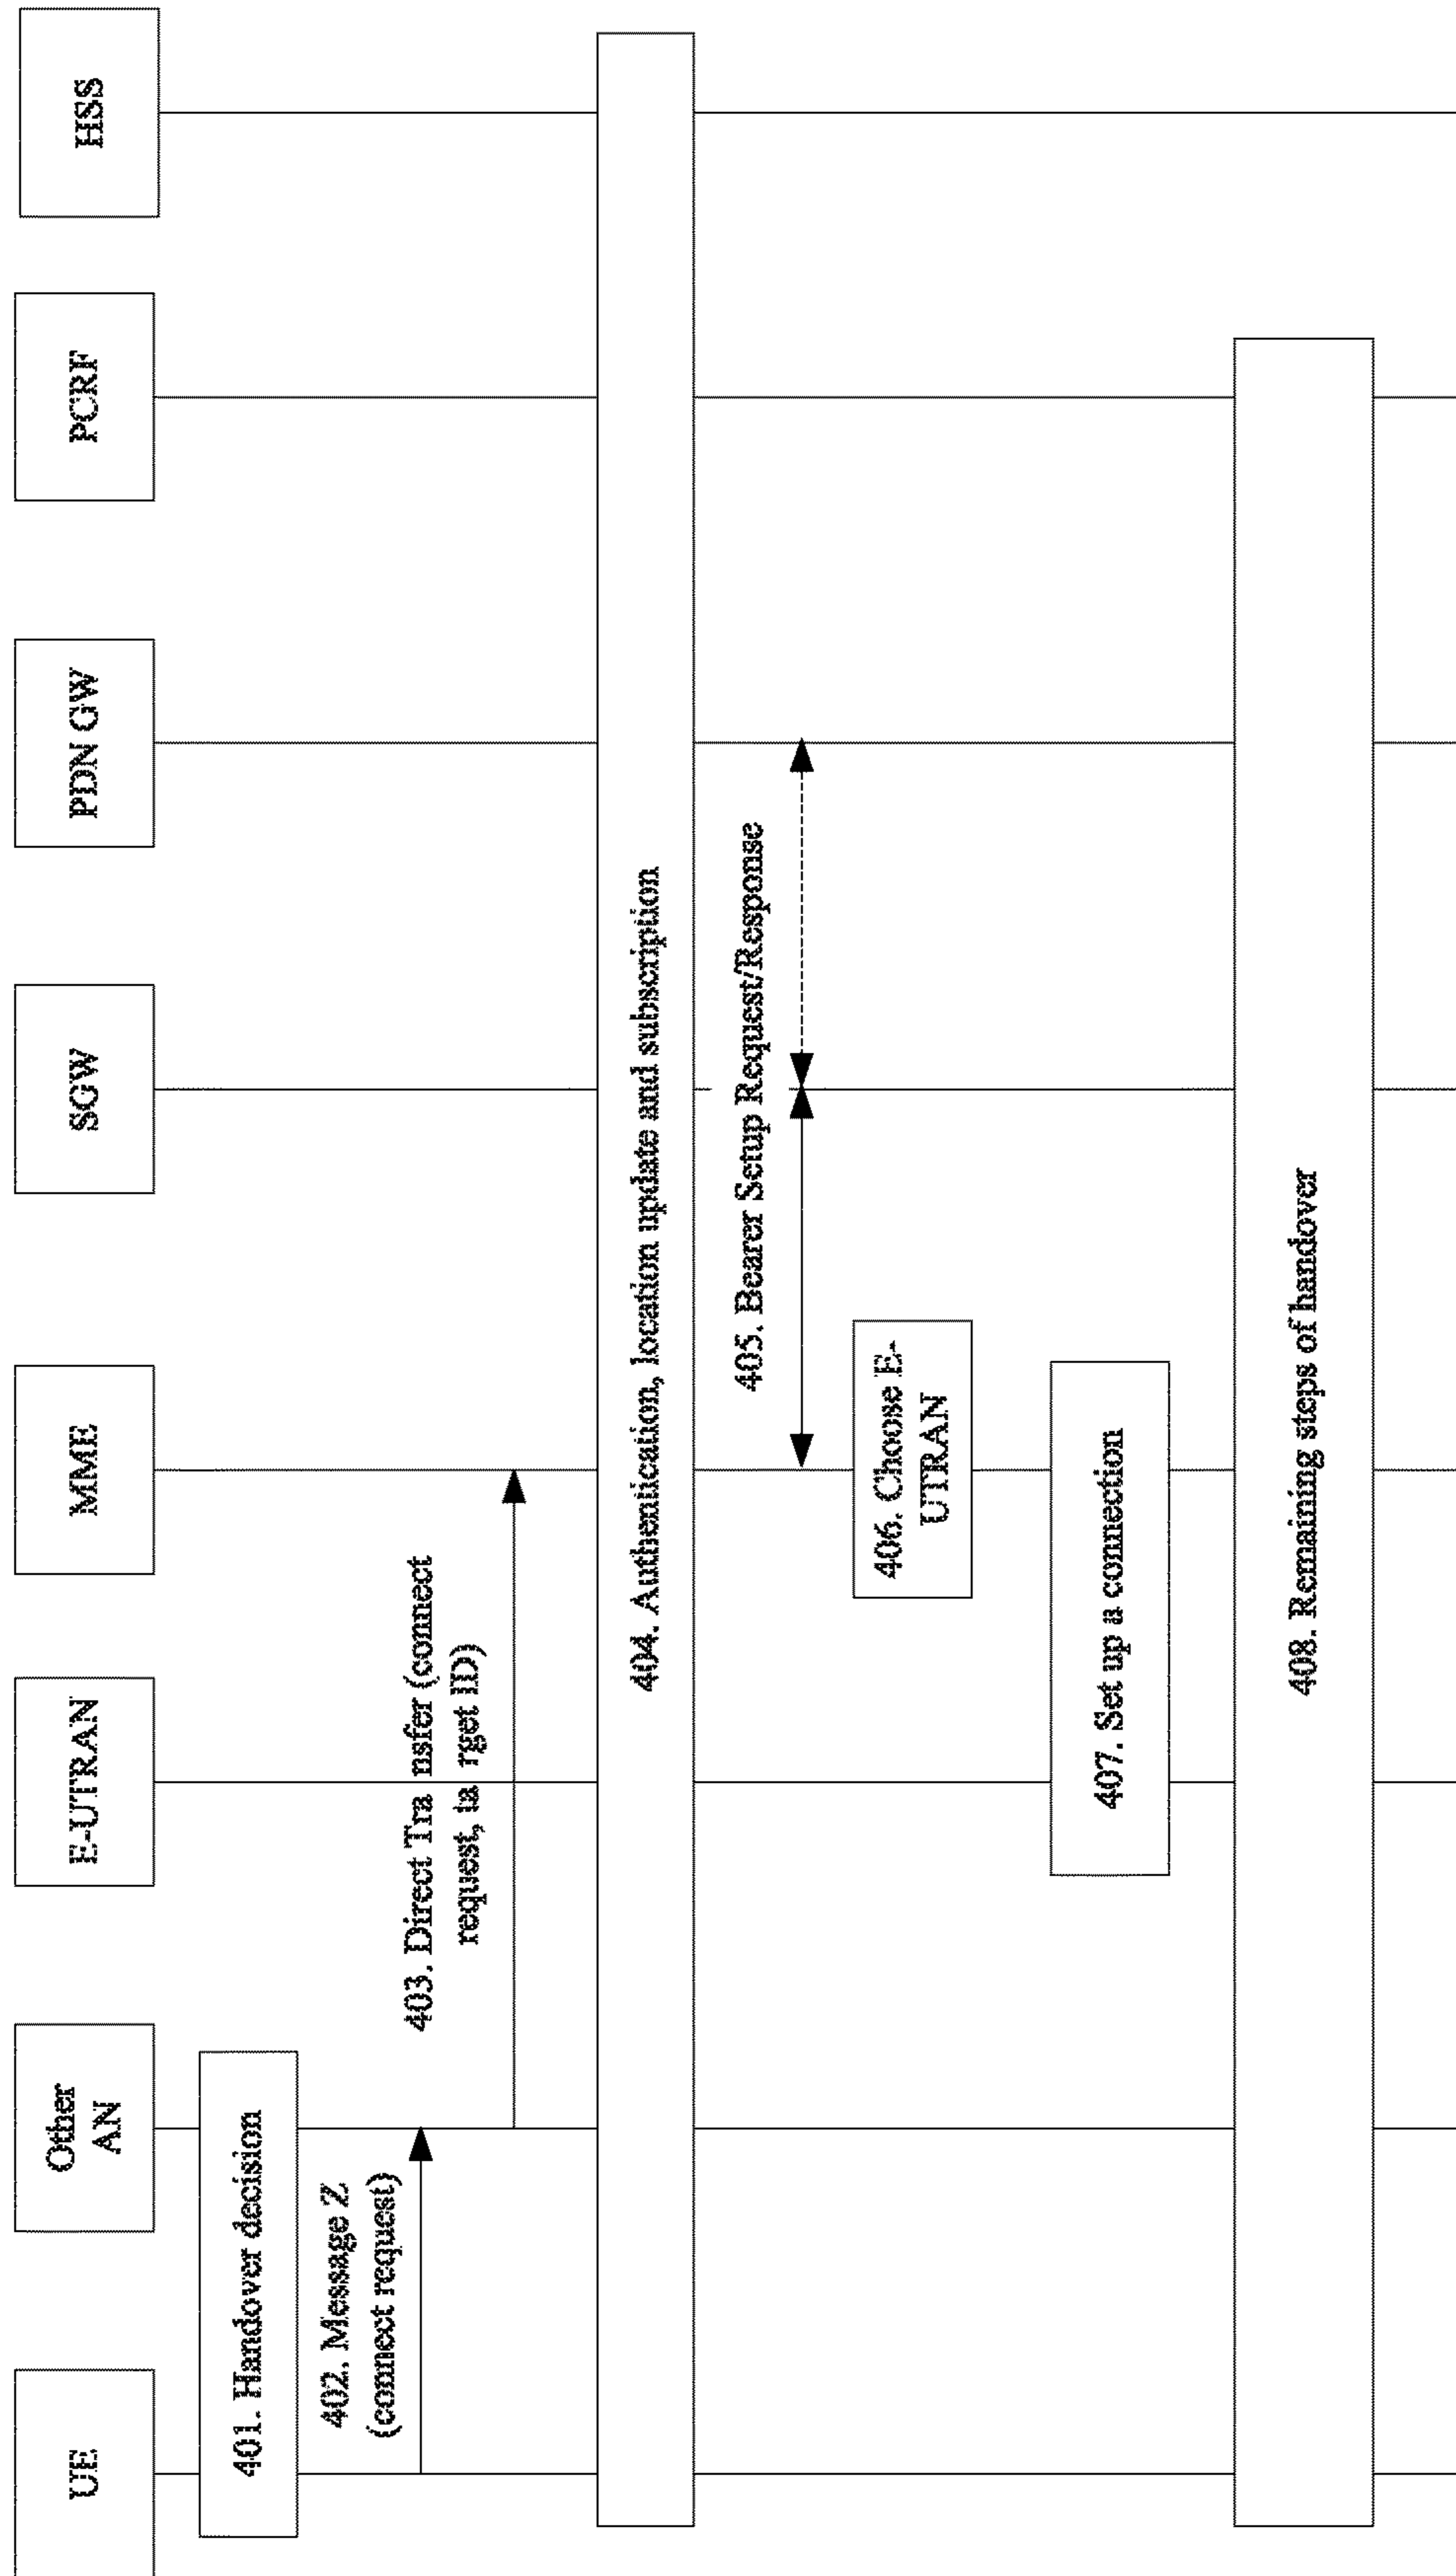 UE
Other
AN
E-UTRAN
MME
SGW
PDN GW
PCRF
HSS
401. Handover decision
402. Message Z
(connect request)
403. Direct Tra nsfer (connect
request, ta rget ID)
404. Authentication, location update and subscription
405. Bearer Setup Request/Response
406. Choose E-
UTRAN
407. Set up a connection
408. Remaining steps of handover